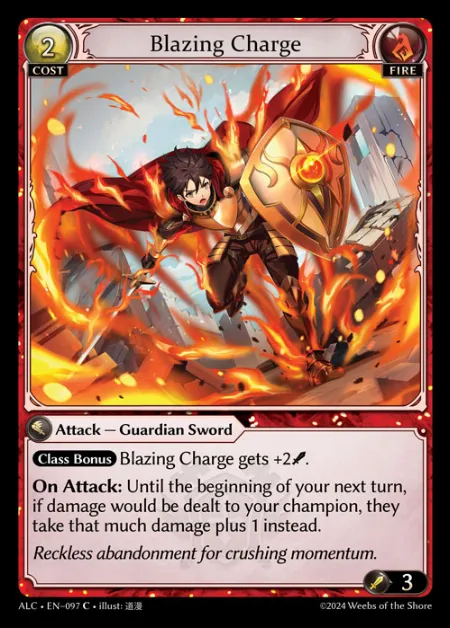 2
Blazing Charge
COST
FIRE
Attack — Guardian Sword
Class Bonus Blazing Charge gets +2.
On Attack: Until the beginning of your next turn,
if damage would be dealt to your champion, they
take that much damage plus 1 instead.
Reckless abandonment for crushing momentum.
3
ALC • EN–097 C • illust: 道漫
©2024 Weebs of the Shore